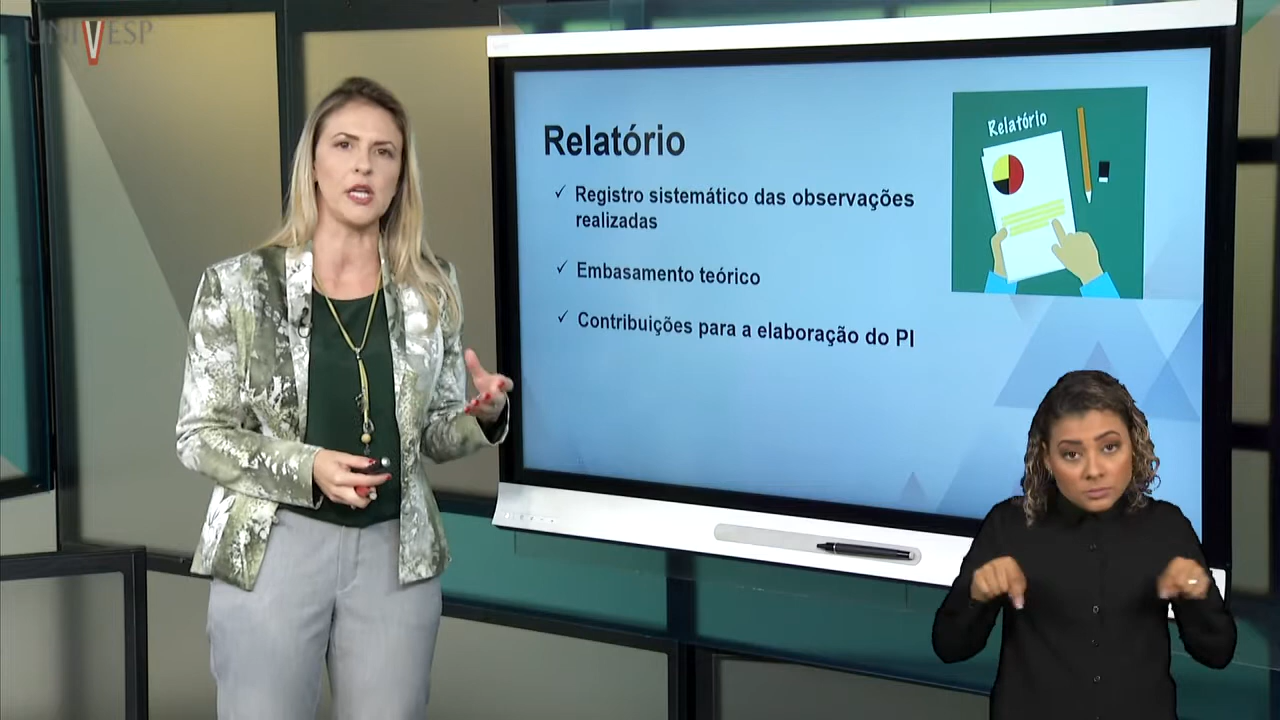 UNIVESP
Relatório
Relatório
Registro sistemático das observações
realizadas
Embasamento teórico
Contribuições para a elaboração do PI